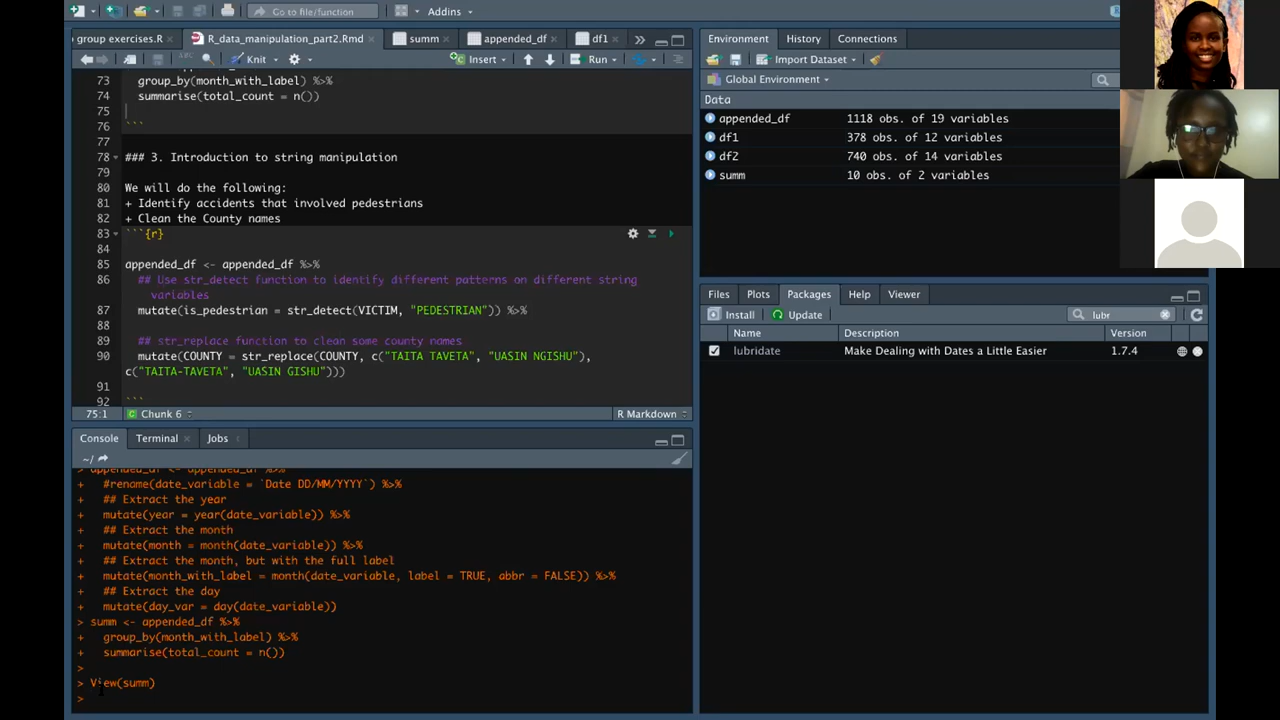 Go to file/function
Addins
group exercises.R
R_data_manipulation_part2.Rmd
summ
appended_df
df1
Knit
Insert
Run
73
group_by(month_with_label) %>%
74 summarise(total_count = n())
75
76 ```
77
78 ### 3. Introduction to string manipulation
79
80 We will do the following:
81 + Identify accidents that involved pedestrians
82 + Clean the County names
83 ```{r}
84
85 appended_df <- appended_df %>%
86 ## Use str_detect function to identify different patterns on different string
variables
87 mutate(is_pedestrian = str_detect(VICTIM, "PEDESTRIAN")) %>%
88
89 ## str_replace function to clean some county names
90 mutate(COUNTY = str_replace(COUNTY, c("TAITA TAVETA", "UASIN NGISHU"),
c("TAITA-TAVETA", "UASIN GISHU")))
91
92 ```
75:1
Chunk 6
R Markdown
Console
Terminal
Jobs
~/
> appended_df <- appended_df %>%
+ #rename(date_variable = `Date DD/MM/YYYY`) %>%
+ ## Extract the year
+ mutate(year = year(date_variable)) %>%
+ ## Extract the month
+ mutate(month = month(date_variable)) %>%
+ ## Extract the month, but with the full label
+ mutate(month_with_label = month(date_variable, label = TRUE, abbr = FALSE)) %>%
+ ## Extract the day
+ mutate(day_var = day(date_variable))
> summ <- appended_df %>%
+ group_by(month_with_label) %>%
+ summarise(total_count = n())
>
> View(summ)
>
Environment
History
Connections
Import Dataset
Global Environment
Data
appended_df 1118 obs. of 19 variables
df1 378 obs. of 12 variables
df2 740 obs. of 14 variables
summ 10 obs. of 2 variables
Files
Plots
Packages
Help
Viewer
Install
Update
lubr
Name
Description
Version
lubridate
Make Dealing with Dates a Little Easier
1.7.4